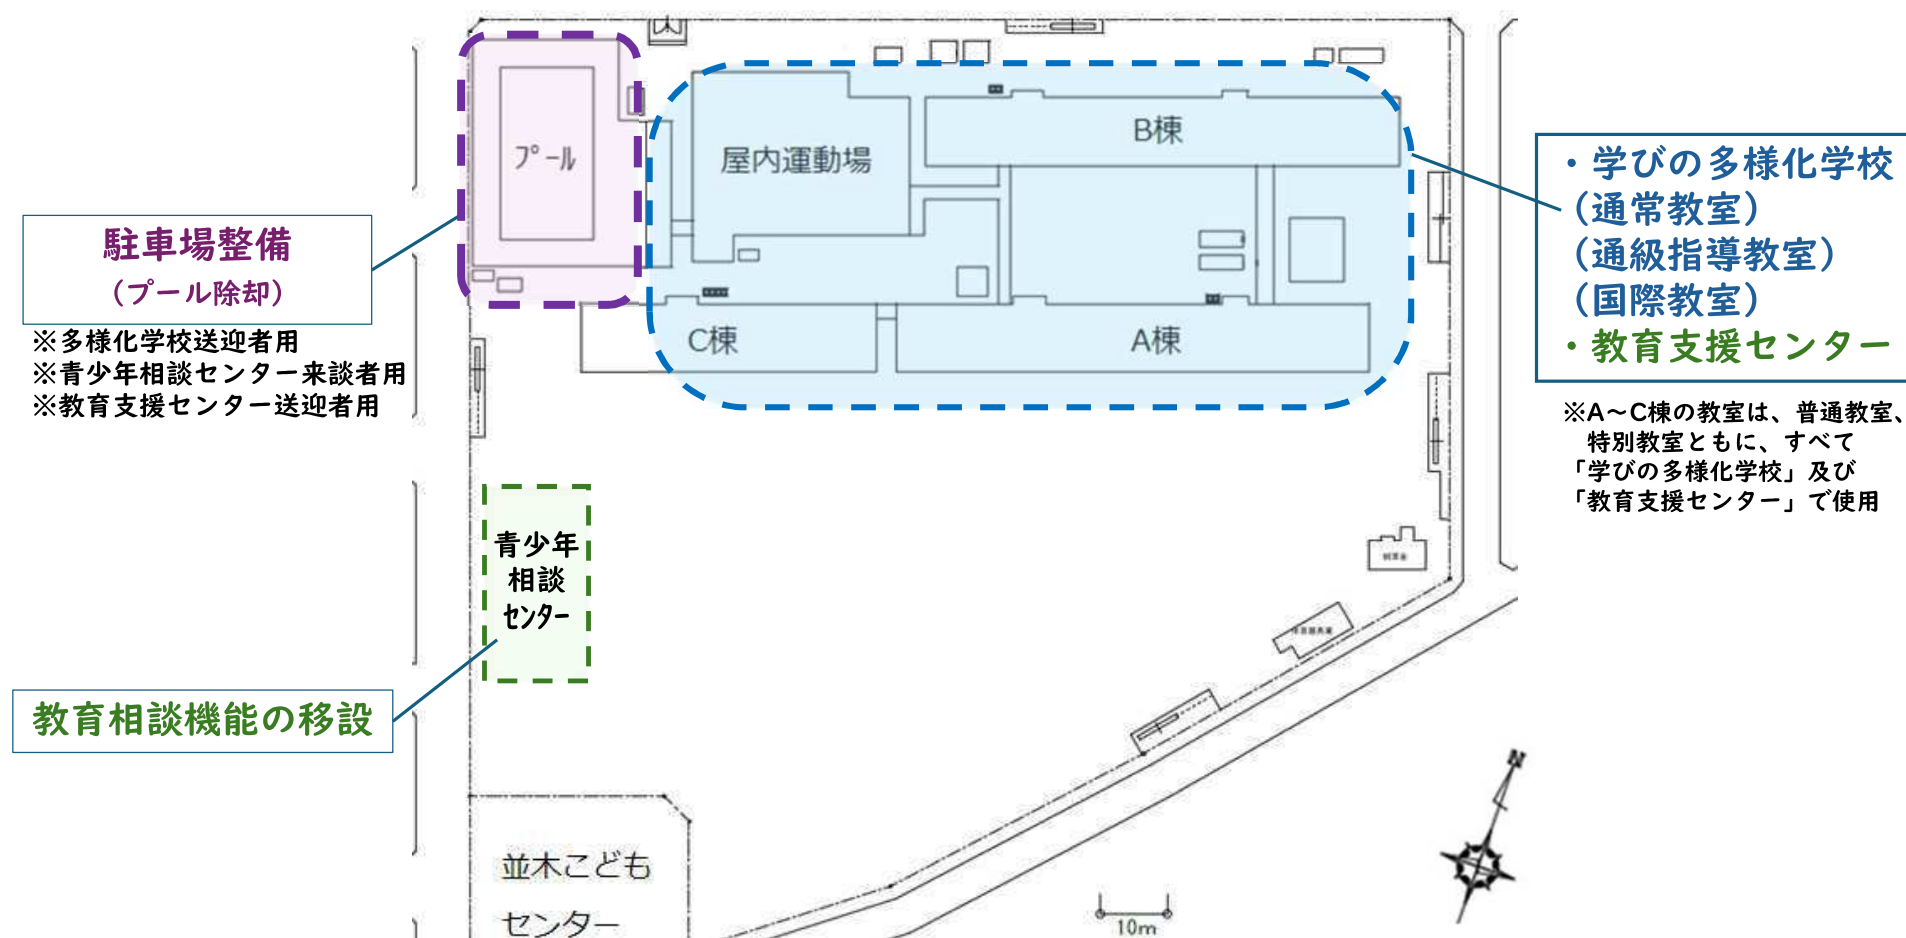 プール
屋内運動場
B棟
C棟
A棟
駐車場整備
（プール除却）
※多様化学校送迎者用
※青少年相談センター来談者用
※教育支援センター送迎者用
・学びの多様化学校
（通常教室）
（通級指導教室）
（国際教室）
・教育支援センター
※A～C棟の教室は、普通教室、
特別教室ともに、すべて
「学びの多様化学校」及び
「教育支援センター」で使用
青少年
相談
センター
教育相談機能の移設
並木こども
センター
10m
N